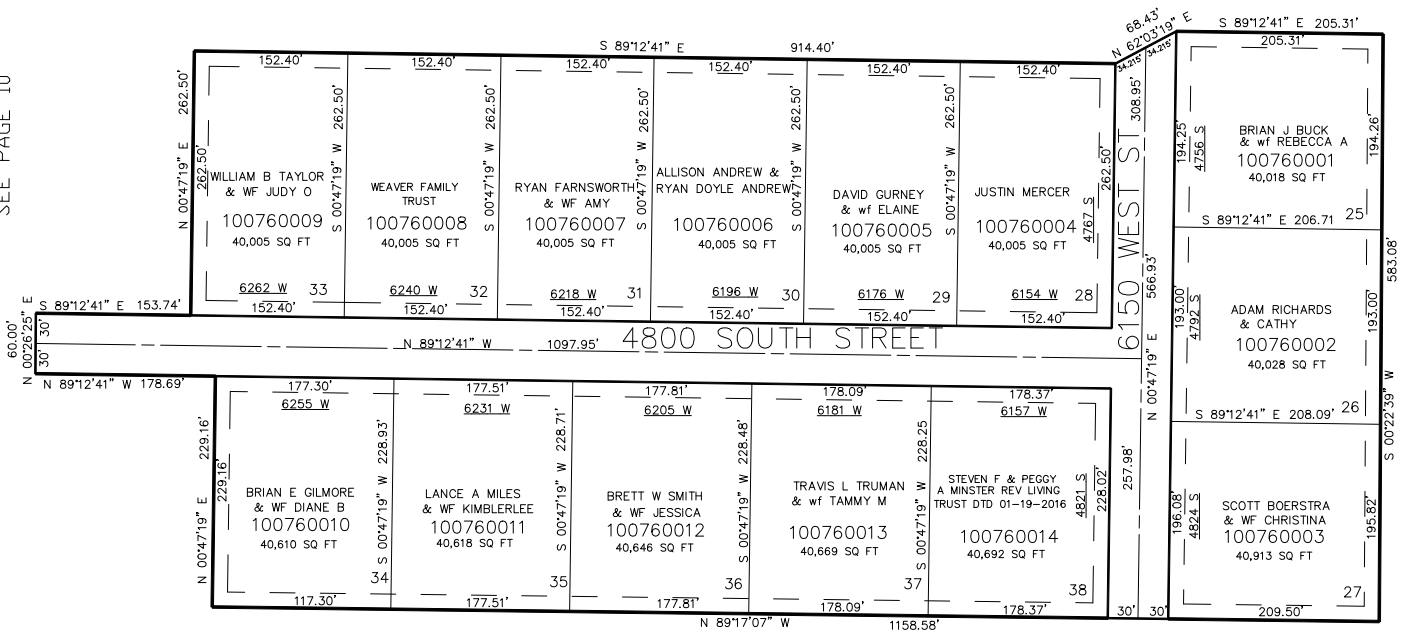 SEE PAGE 10
S 89°12'41" E 914.40'
68.43'
N 62°03'19" E
34.215'
34.215'
S 89°12'41" E 205.31'
205.31'
N 00°47'19" E 262.50'
262.50'
152.40'
WILLIAM B TAYLOR
& WF JUDY O
100760009
40,005 SQ FT
6262 W
33
152.40'
S 00°47'19" W 262.50'
152.40'
WEAVER FAMILY
TRUST
100760008
40,005 SQ FT
6240 W
32
152.40'
S 00°47'19" W 262.50'
152.40'
RYAN FARNSWORTH
& WF AMY
100760007
40,005 SQ FT
6218 W
31
152.40'
S 00°47'19" W 262.50'
152.40'
ALLISON ANDREW &
RYAN DOYLE ANDREW
100760006
40,005 SQ FT
6196 W
30
152.40'
S 00°47'19" W 262.50'
152.40'
DAVID GURNEY
& wf ELAINE
100760005
40,005 SQ FT
6176 W
29
152.40'
S 00°47'19" W 262.50'
152.40'
JUSTIN MERCER
100760004
40,005 SQ FT
6154 W
28
152.40'
262.50'
4767 S
308.95'
6150 WEST ST
566.93'
N 00°47'19" E
257.98'
194.25'
4756 S
BRIAN J BUCK
& wf REBECCA A
100760001
40,018 SQ FT
25
194.26'
S 89°12'41" E 206.71
583.08'
S 00°22'39" W
193.00'
4792 S
ADAM RICHARDS
& CATHY
100760002
40,028 SQ FT
26
193.00'
S 89°12'41" E 208.09'
196.08'
4824 S
SCOTT BOERSTRA
& WF CHRISTINA
100760003
40,913 SQ FT
27
195.82'
209.50'
S 89°12'41" E 153.74'
N 00°26'25" E
60.00'
30'
30'
N 89°12'41" W 1097.95'
4800 SOUTH STREET
N 89°12'41" W 178.69'
N 00°47'19" E 229.16'
229.16'
177.30'
6255 W
BRIAN E GILMORE
& WF DIANE B
100760010
40,610 SQ FT
34
117.30'
S 00°47'19" W 228.93'
177.51'
6231 W
LANCE A MILES
& WF KIMBLERLEE
100760011
40,618 SQ FT
35
177.51'
S 00°47'19" W 228.71'
177.81'
6205 W
BRETT W SMITH
& WF JESSICA
100760012
40,646 SQ FT
36
177.81'
S 00°47'19" W 228.48'
178.09'
6181 W
TRAVIS L TRUMAN
& wf TAMMY M
100760013
40,669 SQ FT
37
178.09'
S 00°47'19" W 228.25
178.37'
6157 W
STEVEN F & PEGGY
A MINSTER REV LIVING
TRUST DTD 01-19-2016
100760014
40,692 SQ FT
38
178.37'
4821 S
228.02'
30'
30'
N 89°17'07" W 1158.58'